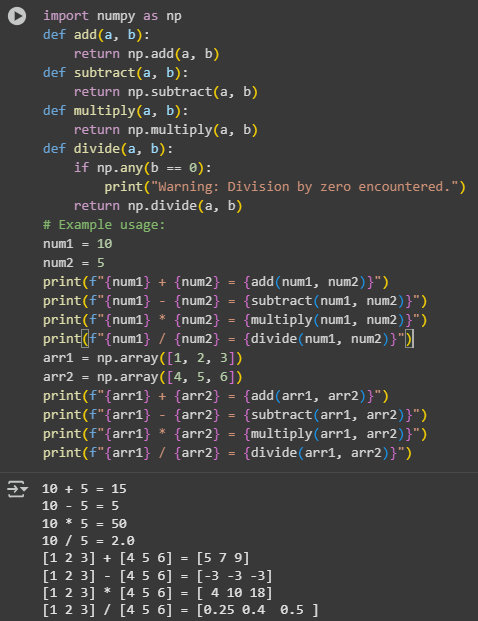 import numpy as np
def add(a, b):
    return np.add(a, b)
def subtract(a, b):
    return np.subtract(a, b)
def multiply(a, b):
    return np.multiply(a, b)
def divide(a, b):
    if np.any(b == 0):
        print("Warning: Division by zero encountered.")
    return np.divide(a, b)
# Example usage:
num1 = 10
num2 = 5
print(f"{num1} + {num2} = {add(num1, num2)}")
print(f"{num1} - {num2} = {subtract(num1, num2)}")
print(f"{num1} * {num2} = {multiply(num1, num2)}")
print(f"{num1} / {num2} = {divide(num1, num2)}")
arr1 = np.array([1, 2, 3])
arr2 = np.array([4, 5, 6])
print(f"{arr1} + {arr2} = {add(arr1, arr2)}")
print(f"{arr1} - {arr2} = {subtract(arr1, arr2)}")
print(f"{arr1} * {arr2} = {multiply(arr1, arr2)}")
print(f"{arr1} / {arr2} = {divide(arr1, arr2)}")
10 + 5 = 15
10 - 5 = 5
10 * 5 = 50
10 / 5 = 2.0
[1 2 3] + [4 5 6] = [5 7 9]
[1 2 3] - [4 5 6] = [-3 -3 -3]
[1 2 3] * [4 5 6] = [ 4 10 18]
[1 2 3] / [4 5 6] = [0.25 0.4  0.5 ]